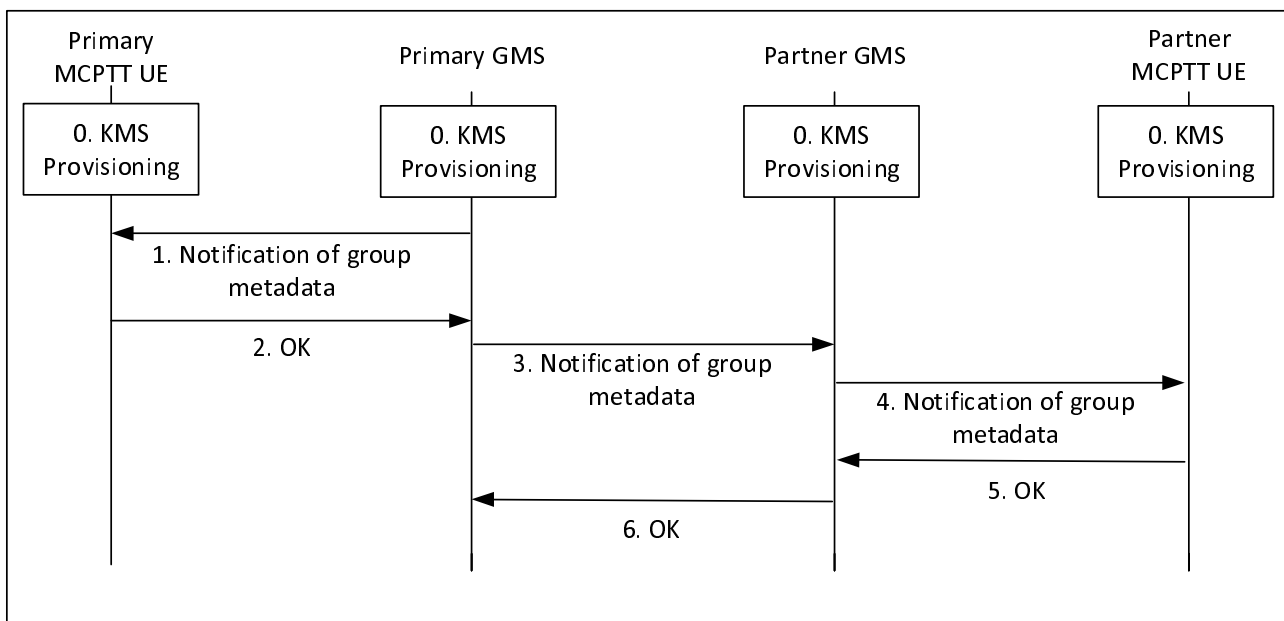 Primary
MCPTT UE
Primary GMS
Partner GMS
Partner
MCPTT UE
0. KMS
Provisioning
0. KMS
Provisioning
0. KMS
Provisioning
0. KMS
Provisioning
1. Notification of group
metadata
2. OK
3. Notification of group
metadata
4. Notification of group
metadata
5. OK
6. OK